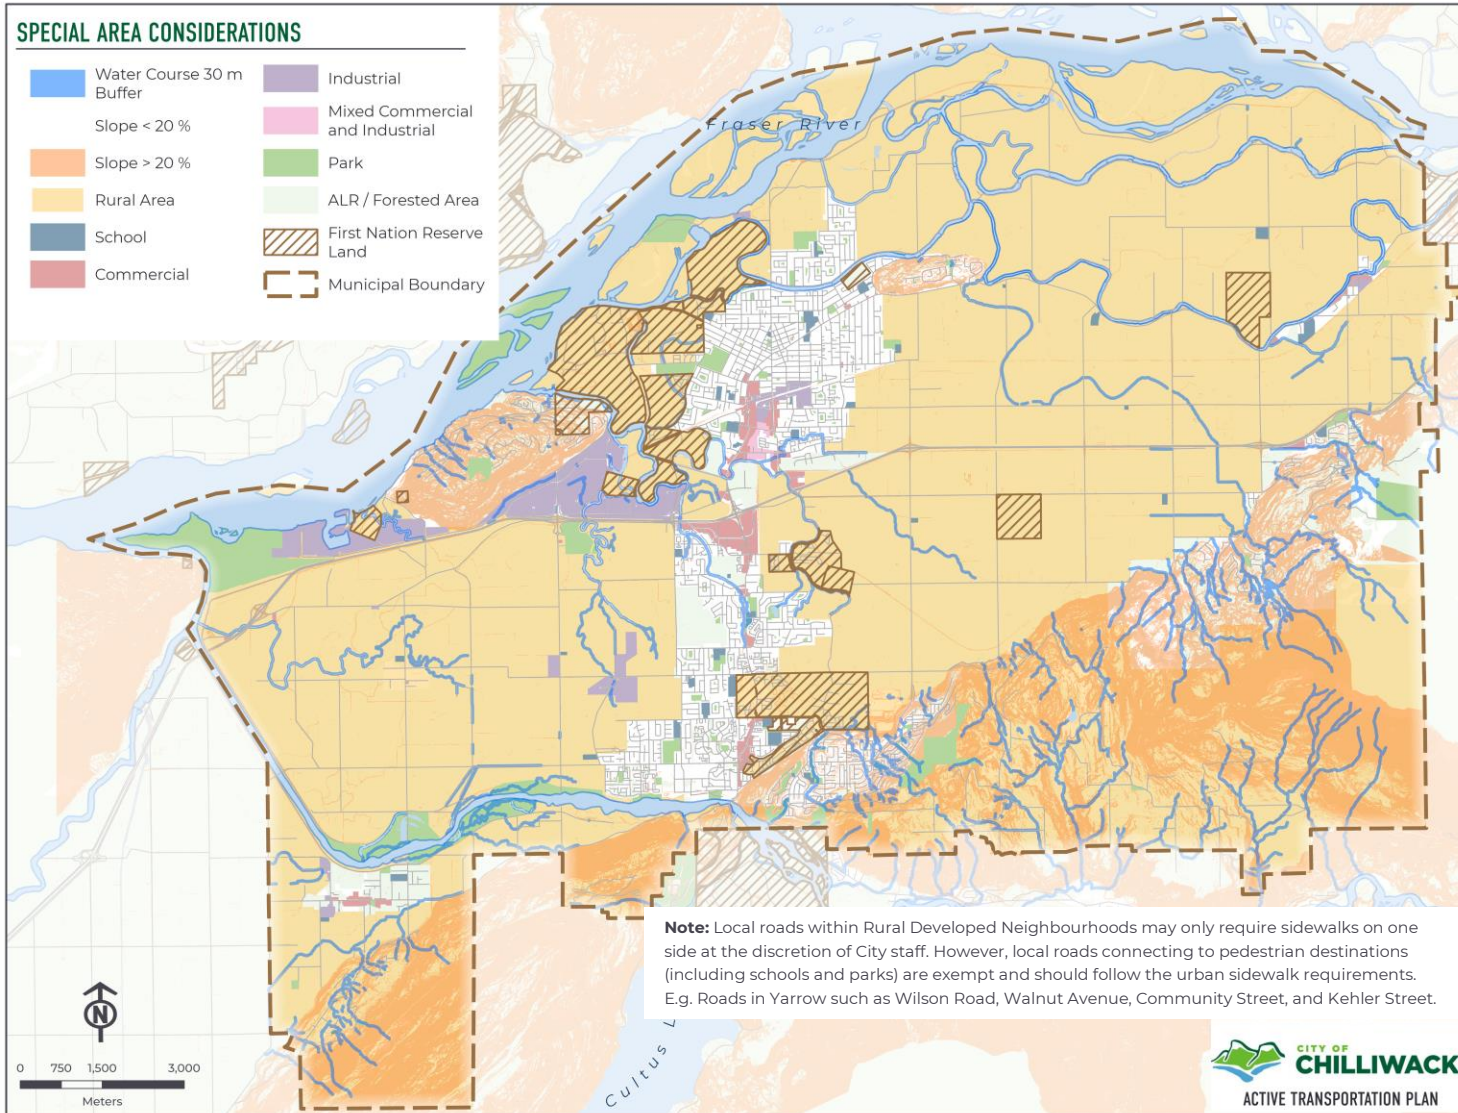 SPECIAL AREA CONSIDERATIONS
Water Course 30 m
Buffer
Slope < 20 %
Slope > 20 %
Rural Area
School
Commercial
Industrial
Mixed Commercial
and Industrial
Park
ALR / Forested Area
First Nation Reserve
Land
Municipal Boundary
Fraser River
Note: Local roads within Rural Developed Neighbourhoods may only require sidewalks on one
side at the discretion of City staff. However, local roads connecting to pedestrian destinations
(including schools and parks) are exempt and should follow the urban sidewalk requirements.
E.g. Roads in Yarrow such as Wilson Road, Walnut Avenue, Community Street, and Kehler Street.
Cultus L
N
0 750 1,500 3,000
Meters
CITY OF
CHILLIWACK
ACTIVE TRANSPORTATION PLAN